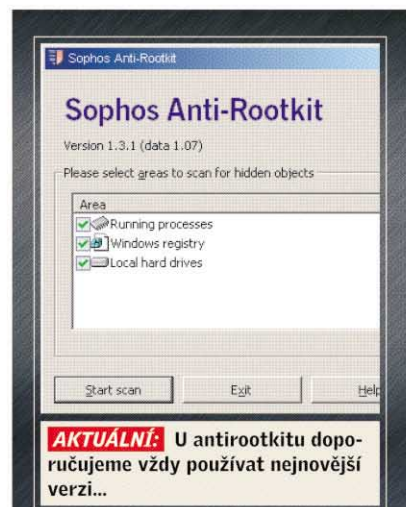 Sophos Anti-Rootkit
Sophos Anti-Rootkit
Version 1.3.1 (data 1.07)
Please select areas to scan for hidden objects
Area
Running processes
Windows registry
Local hard drives
Start scan Exit Help
AKTUÁLNÍ: U antirootkitu dopo-
ručujeme vždy používat nejnovější
verzi...